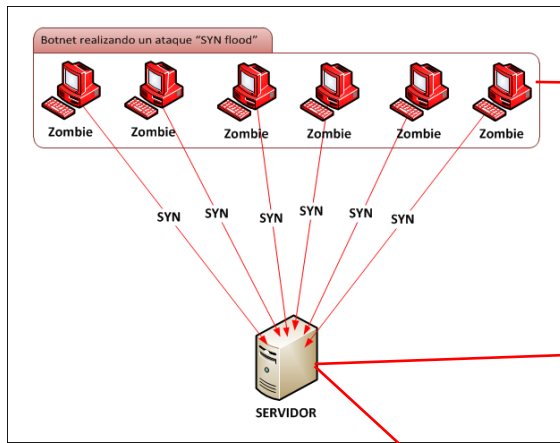 Botnet realizando un ataque “SYN flood”
Zombie Zombie Zombie Zombie Zombie Zombie
SYN SYN SYN SYN SYN SYN
SERVIDOR